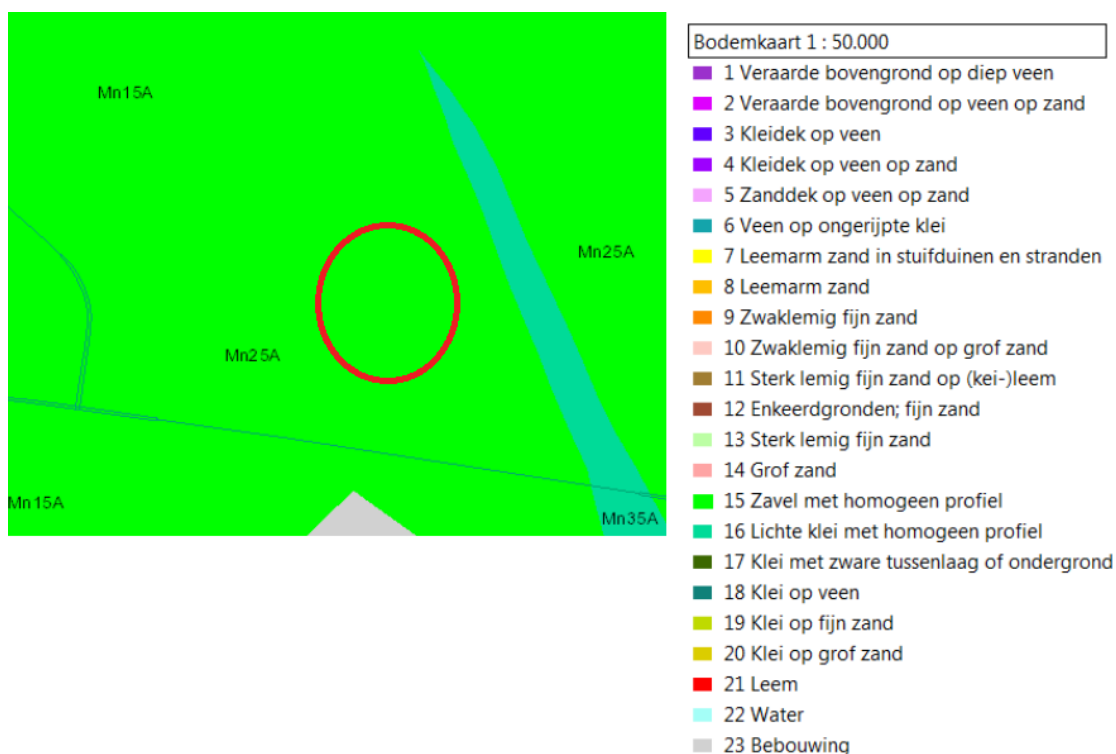 Mn15A
Mn25A
Mn25A
Mn15A
Mn35A
Bodemkaart 1 : 50.000
1 Veraarde bovengrond op diep veen
2 Veraarde bovengrond op veen op zand
3 Kleidek op veen
4 Kleidek op veen op zand
5 Zanddek op veen op zand
6 Veen op ongerijpte klei
7 Leemarm zand in stuifduinen en stranden
8 Leemarm zand
9 Zwaklemig fijn zand
10 Zwaklemig fijn zand op grof zand
11 Sterk lemig fijn zand op (kei-)leem
12 Enkeerdgronden; fijn zand
13 Sterk lemig fijn zand
14 Grof zand
15 Zavel met homogeen profiel
16 Lichte klei met homogeen profiel
17 Klei met zware tussenlaag of ondergrond
18 Klei op veen
19 Klei op fijn zand
20 Klei op grof zand
21 Leem
22 Water
23 Bebouwing